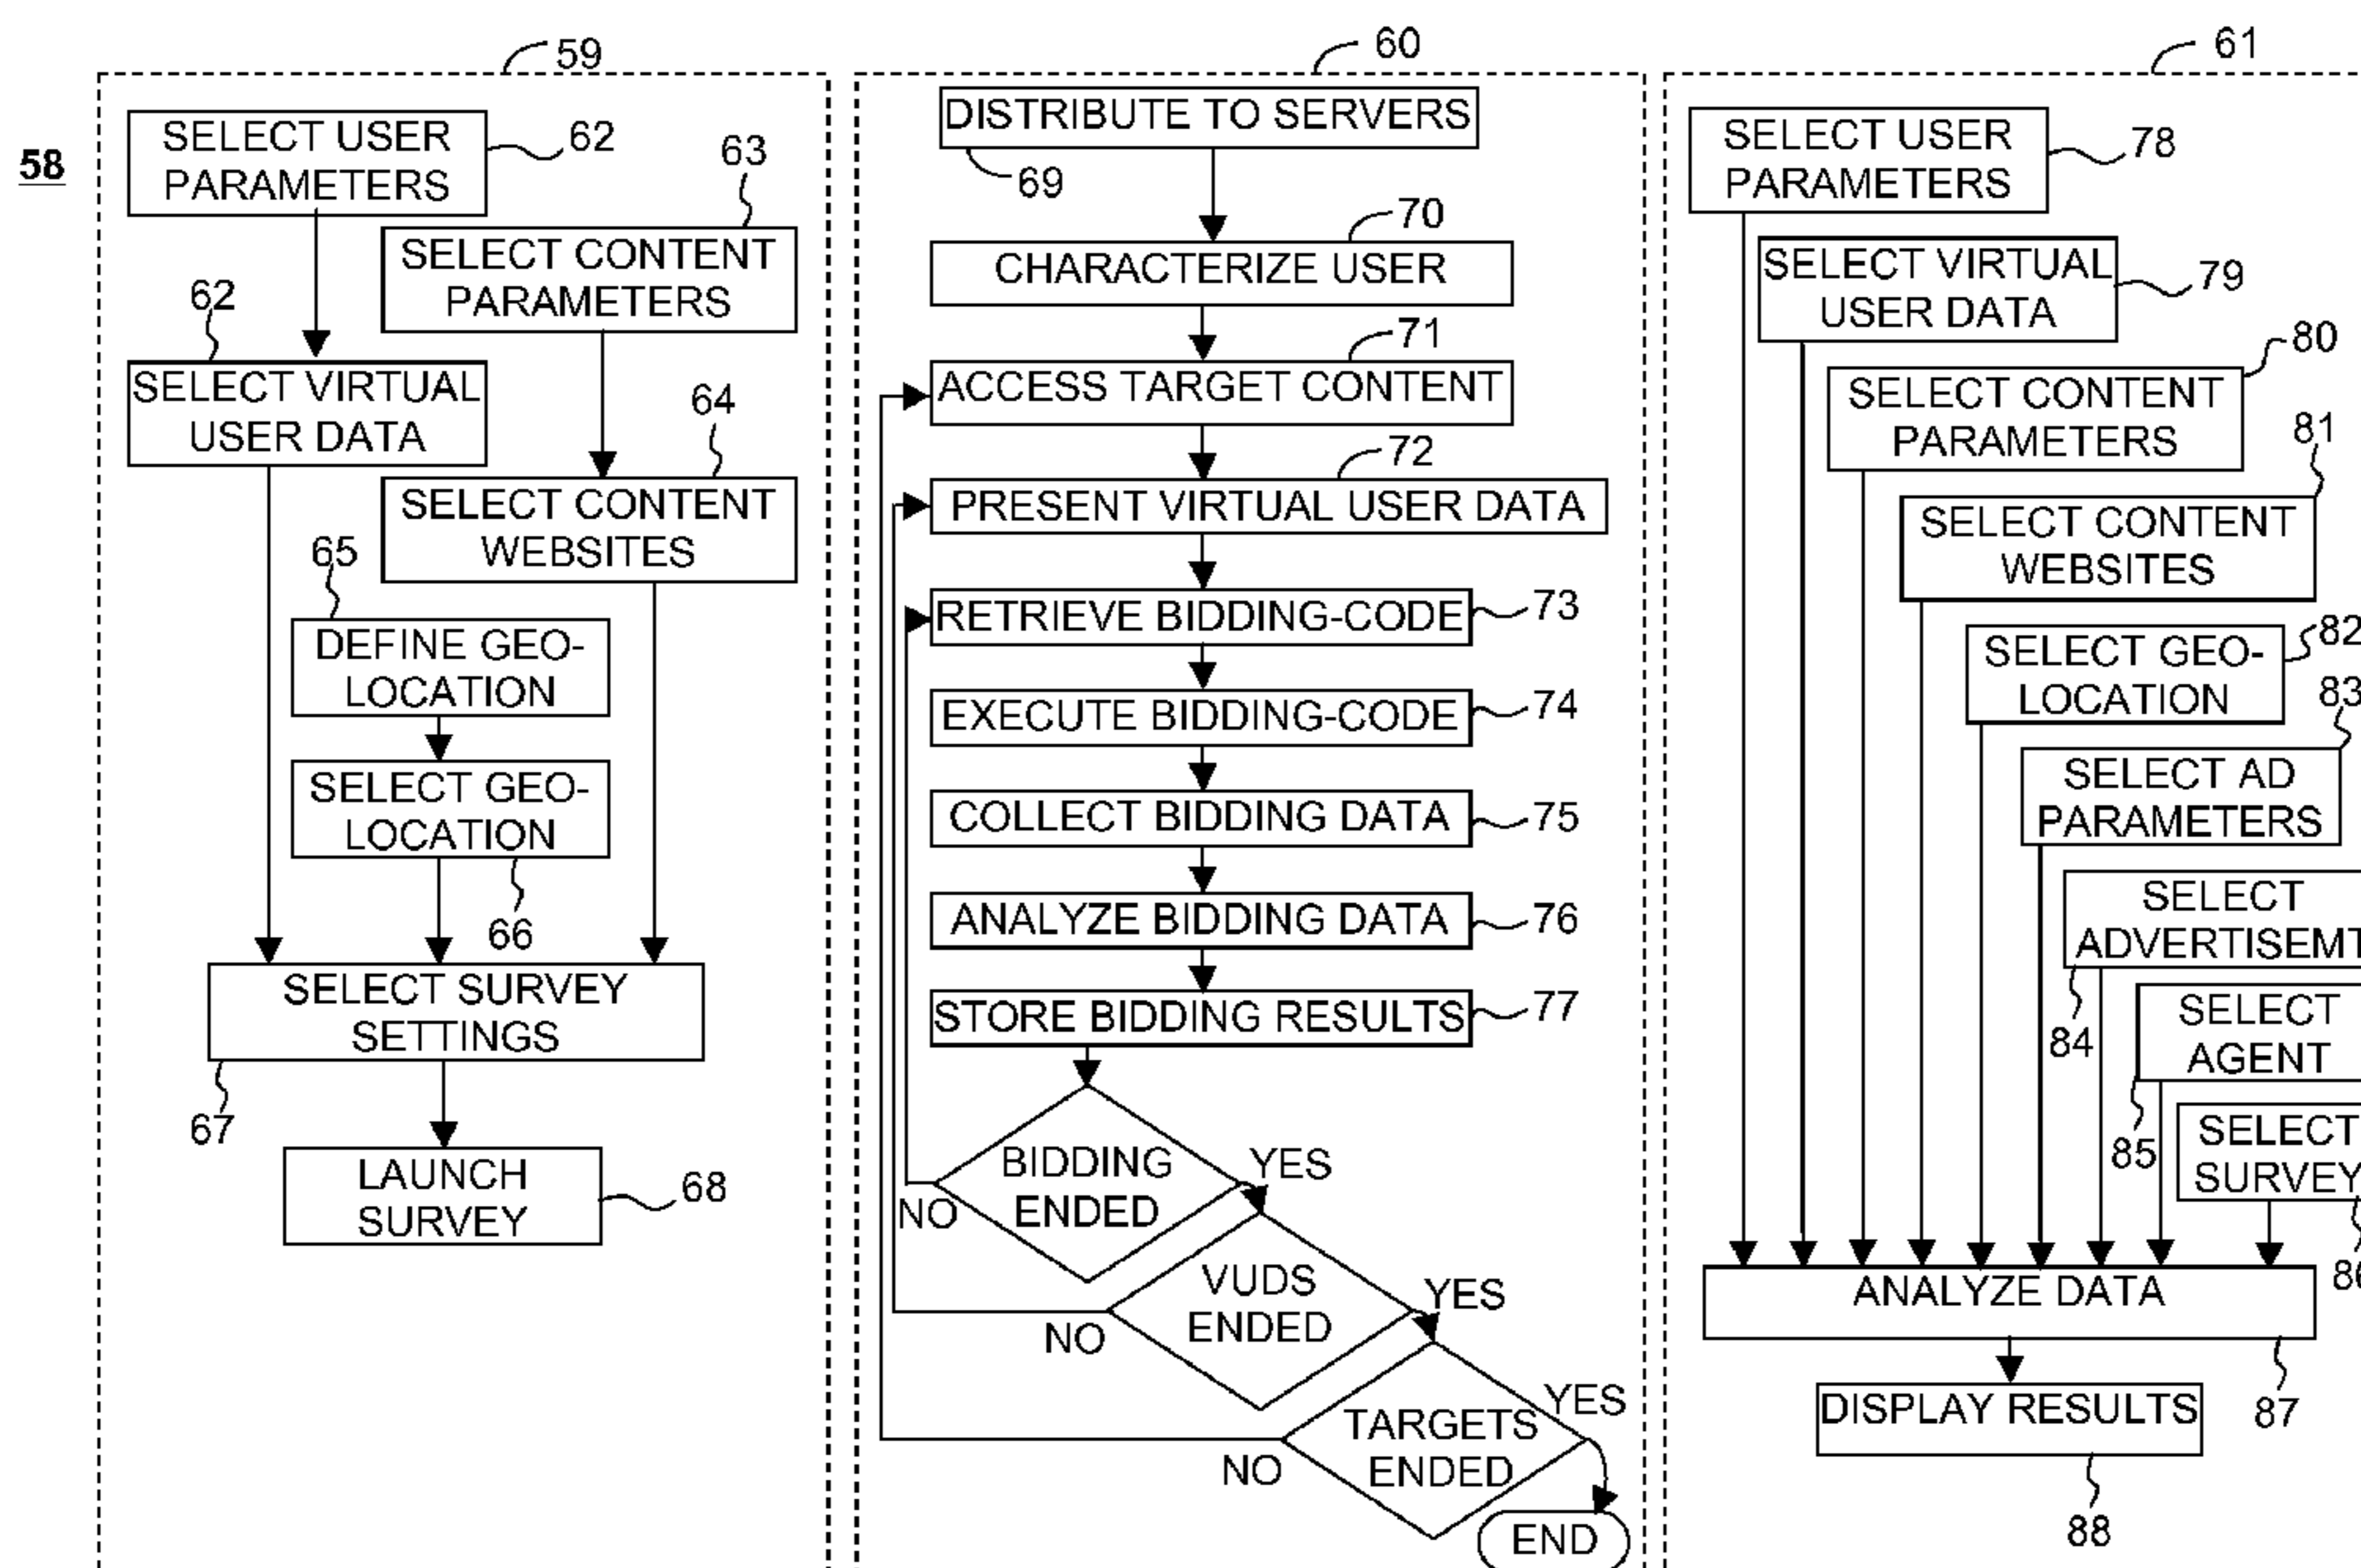 58
59
SELECT USER
PARAMETERS
62
63
SELECT CONTENT
PARAMETERS
62
SELECT VIRTUAL
USER DATA
64
SELECT CONTENT
WEBSITES
65
DEFINE GEO-
LOCATION
SELECT GEO-
LOCATION
66
SELECT SURVEY
SETTINGS
67
LAUNCH
SURVEY
68
60
DISTRIBUTE TO SERVERS
69
70
CHARACTERIZE USER
71
ACCESS TARGET CONTENT
72
PRESENT VIRTUAL USER DATA
RETRIEVE BIDDING-CODE
73
EXECUTE BIDDING-CODE
74
COLLECT BIDDING DATA
75
ANALYZE BIDDING DATA
76
STORE BIDDING RESULTS
77
BIDDING
ENDED
YES
NO
VUDS
ENDED
YES
NO
TARGETS
ENDED
YES
NO
END
61
SELECT USER
PARAMETERS
78
SELECT VIRTUAL
USER DATA
79
80
SELECT CONTENT
PARAMETERS
81
SELECT CONTENT
WEBSITES
82
SELECT GEO-
LOCATION
83
SELECT AD
PARAMETERS
SELECT
ADVERTISEMT
84
SELECT
AGENT
85
SELECT
SURVEY
ANALYZE DATA
87
DISPLAY RESULTS
88